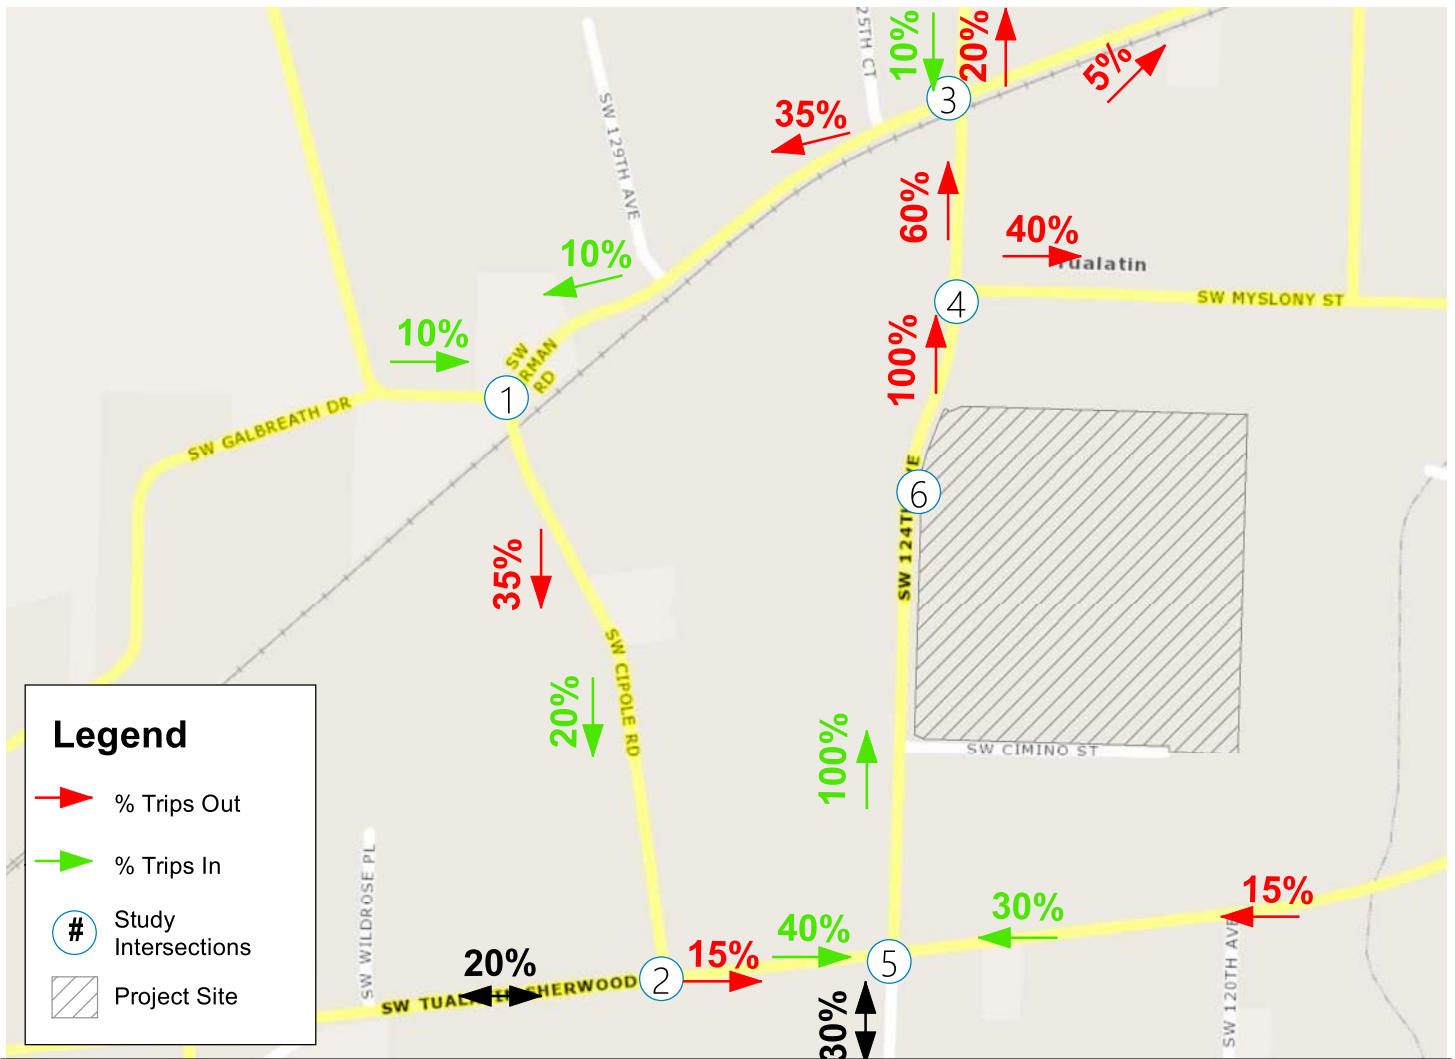 25TH CT
10%
20%
5%
3
35%
SW 129TH AVE
60%
40%
Tualatin
10%
4
SW MYSLONY ST
10%
100%
SW
RMAN
RD
1
SW GALBREATH DR
6
SW 124TH
VE
35%
SW CIPOLE RD
20%
100%
SW CIMINO ST
Legend
% Trips Out
% Trips In
#
Study
Intersections
Project Site
SW WILDROSE PL
20%
SW TUALATIN SHERWOOD
2
15%
40%
5
30%
15%
SW 120TH AVE
30%